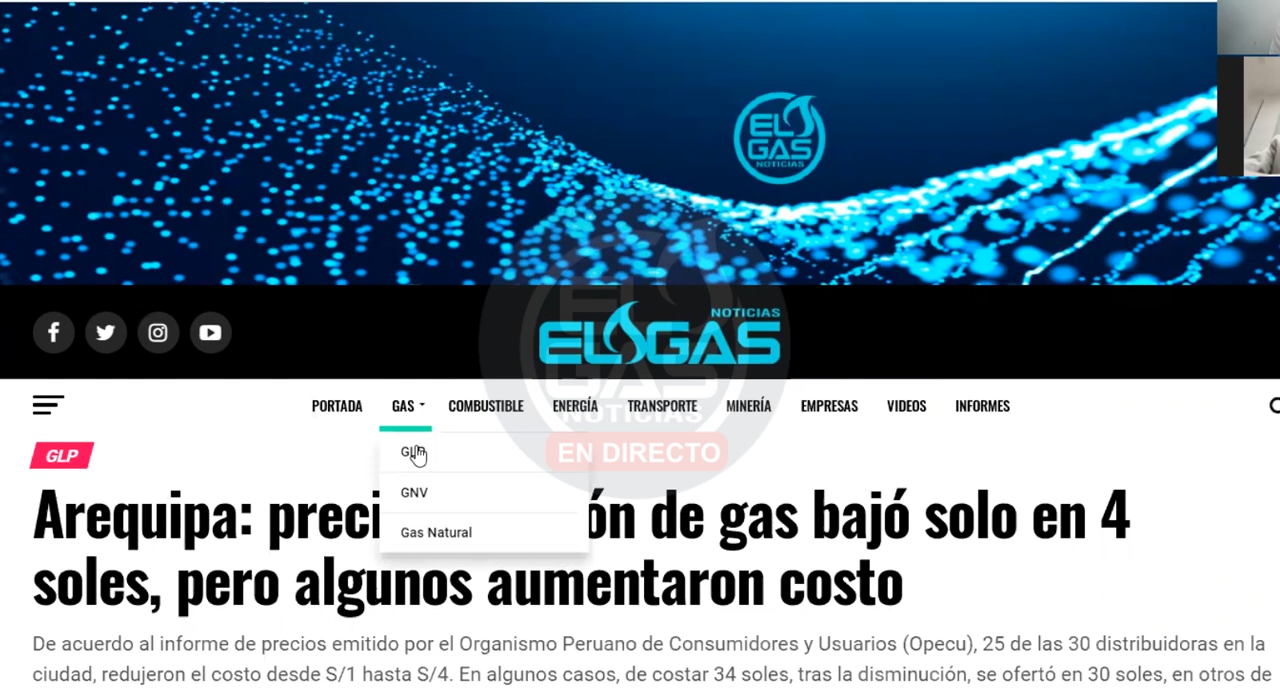 EL GAS
NOTICIAS
NOTICIAS
EL GAS
EL
GAS
NOTICIAS
EN DIRECTO
PORTADA GAS COMBUSTIBLE ENERGÍA TRANSPORTE MINERÍA EMPRESAS VIDEOS INFORMES
GLP
GNV
Gas Natural
GLP
Arequipa: preci ón de gas bajó solo en 4
soles, pero algunos aumentaron costo
De acuerdo al informe de precios emitido por el Organismo Peruano de Consumidores y Usuarios (Opecu), 25 de las 30 distribuidoras en la
ciudad, redujeron el costo desde S/1 hasta S/4. En algunos casos, de costar 34 soles, tras la disminución, se ofertó en 30 soles, en otros de